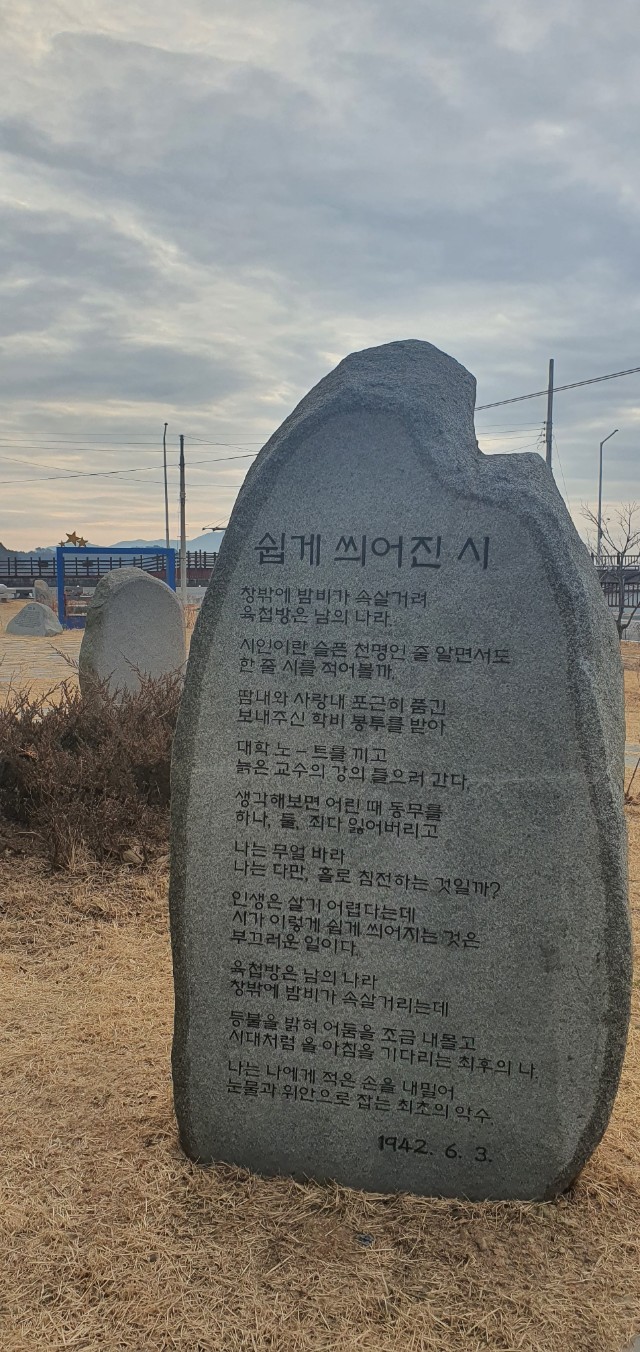 쉽게 씌어진 시
창밖에 밤비가 속살거려
육첩방은 남의 나라.
시인이란 슬픈 천명인 줄 알면서도
한 줄 시를 적어볼까,
땀내와 사랑내 포근히 품긴
보내주신 학비 봉투를 받아
대학 노-트를 끼고
늙은 교수의 강의 들으러 간다.
생각해보면 어린 때 동무를
하나, 둘, 죄다 잃어버리고
나는 무얼 바라
나는 다만, 홀로 침전하는 것일까?
인생은 살기 어렵다는데
시가 이렇게 쉽게 씌어지는 것은
부끄러운 일이다.
육첩방은 남의 나라
창밖에 밤비가 속살거리는데
등불을 밝혀 어둠을 조금 내몰고
시대처럼 올 아침을 기다리는 최후의 나.
나는 나에게 적은 손을 내밀어
눈물과 위안으로 잡는 최초의 악수.
1942. 6. 3.